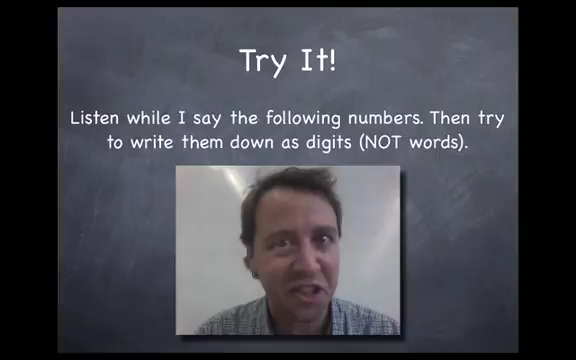 Try It!
Listen while I say the following numbers. Then try
to write them down as digits (NOT words).